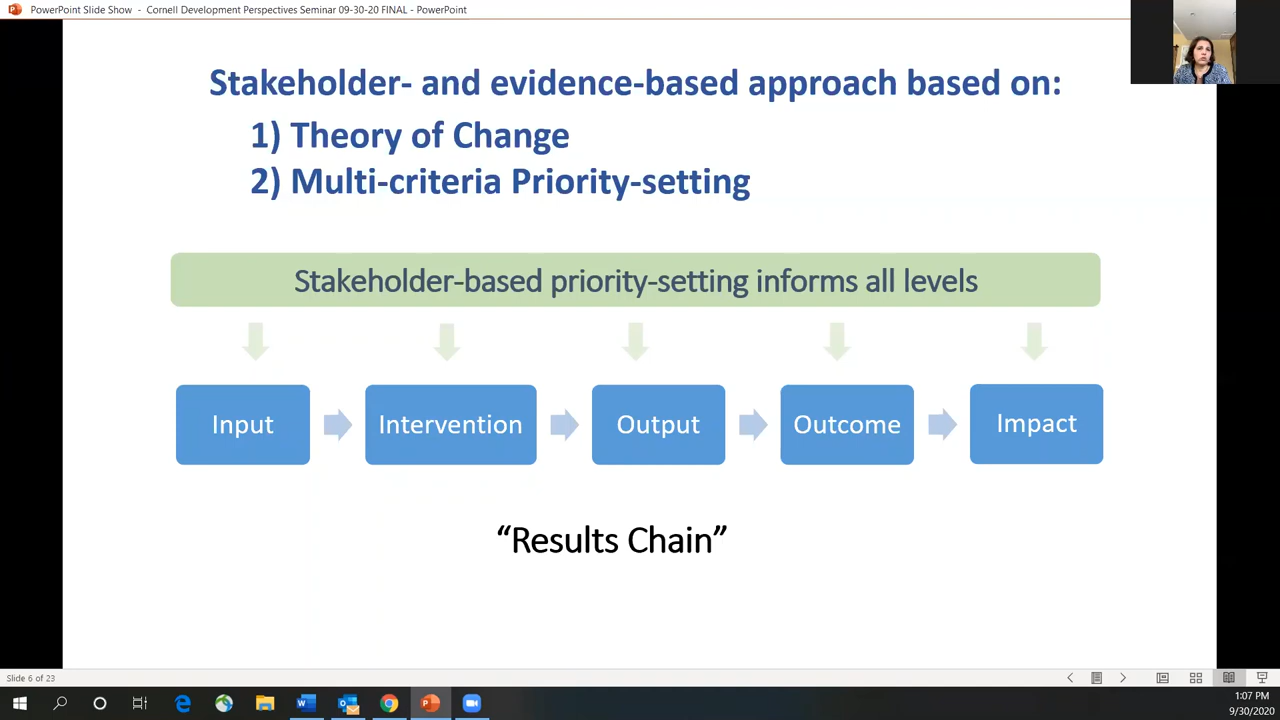 PowerPoint Slide Show - Cornell Development Perspectives Seminar 09-30-20 FINAL - PowerPoint
Stakeholder- and evidence-based approach based on:
1) Theory of Change
2) Multi-criteria Priority-setting
Stakeholder-based priority-setting informs all levels
Input
Intervention
Output
Outcome
Impact
“Results Chain”
Slide 6 of 23
1:07 PM
9/30/2020